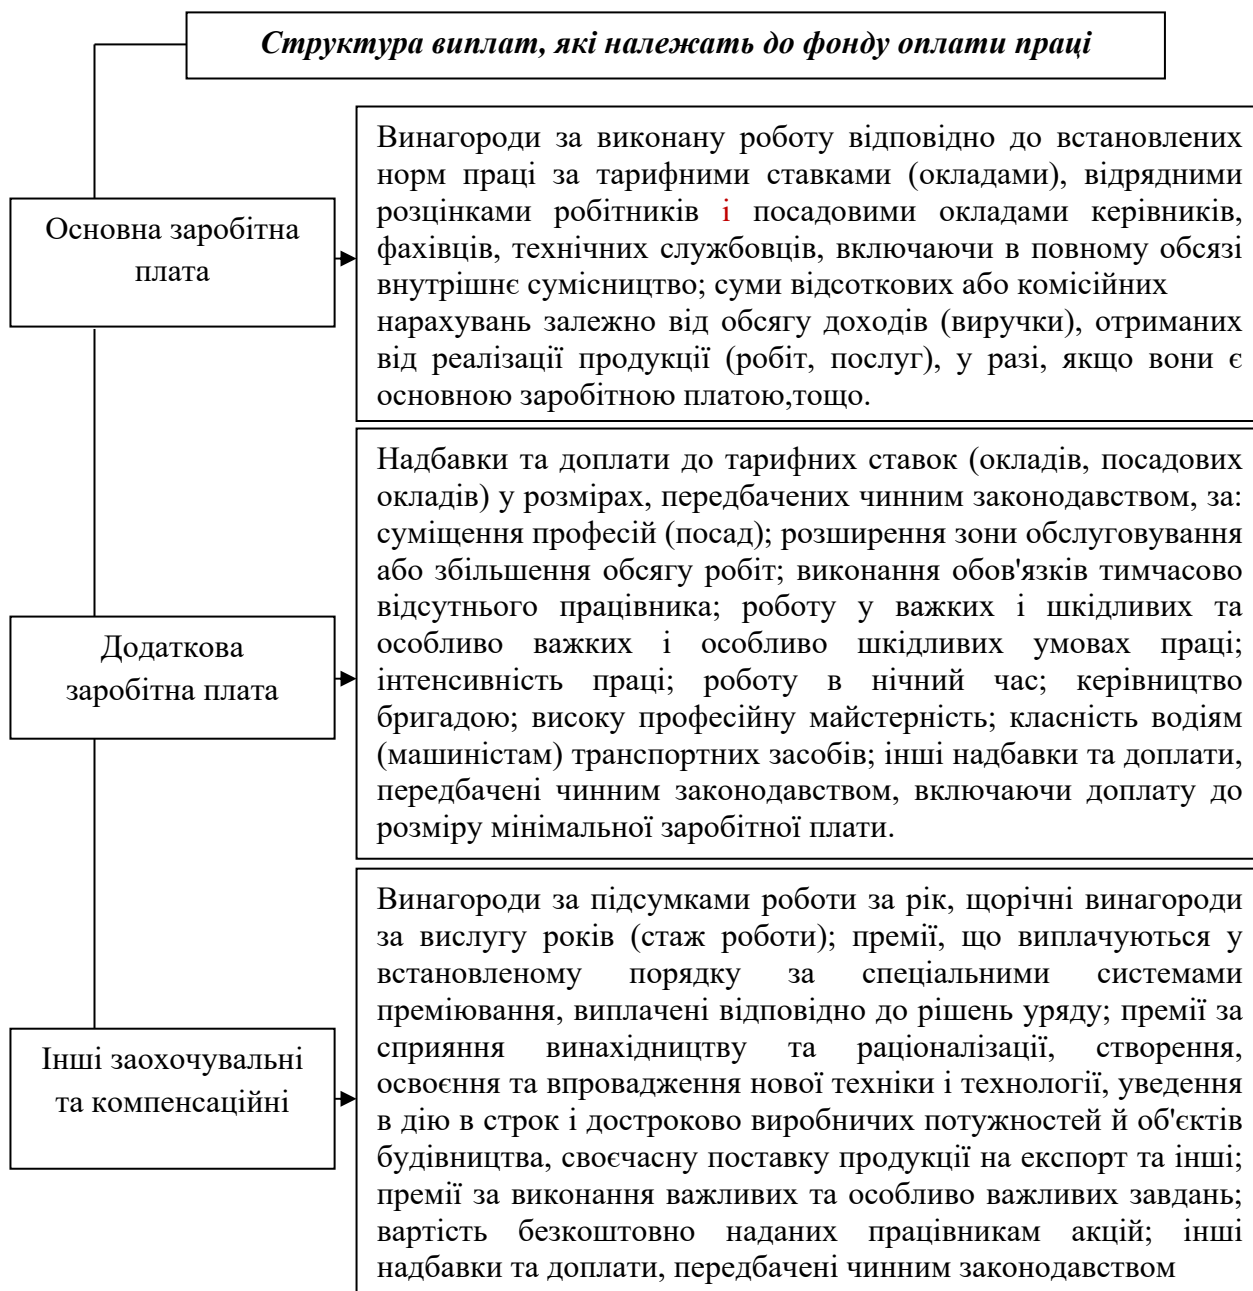 Структура виплат, які належать до фонду оплати праці
Основна заробітна
плата
Винагороди за виконану роботу відповідно до встановлених
норм праці за тарифними ставками (окладами), відрядними
розцінками робітників і посадовими окладами керівників,
фахівців, технічних службовців, включаючи в повному обсязі
внутрішнє сумісництво; суми відсоткових або комісійних
нарахувань залежно від обсягу доходів (виручки), отриманих
від реалізації продукції (робіт, послуг), у разі, якщо вони є
основною заробітною платою,тощо.
Додаткова
заробітна плата
Надбавки та доплати до тарифних ставок (окладів, посадових
окладів) у розмірах, передбачених чинним законодавством, за:
суміщення професій (посад); розширення зони обслуговування
або збільшення обсягу робіт; виконання обов'язків тимчасово
відсутнього працівника; роботу у важких і шкідливих та
особливо важких і особливо шкідливих умовах праці;
інтенсивність праці; роботу в нічний час; керівництво
бригадою; високу професійну майстерність; класність водіям
(машиністам) транспортних засобів; інші надбавки та доплати,
передбачені чинним законодавством, включаючи доплату до
розміру мінімальної заробітної плати.
Інші заохочувальні
та компенсаційні
Винагороди за підсумками роботи за рік, щорічні винагороди
за вислугу років (стаж роботи); премії, що виплачуються у
встановленому порядку за спеціальними системами
преміювання, виплачені відповідно до рішень уряду; премії за
сприяння винахідництву та раціоналізації, створення,
освоєння та впровадження нової техніки і технології, уведення
в дію в строк і достроково виробничих потужностей й об'єктів
будівництва, своєчасну поставку продукції на експорт та інші;
премії за виконання важливих та особливо важливих завдань;
вартість безкоштовно наданих працівникам акцій; інші
надбавки та доплати, передбачені чинним законодавством